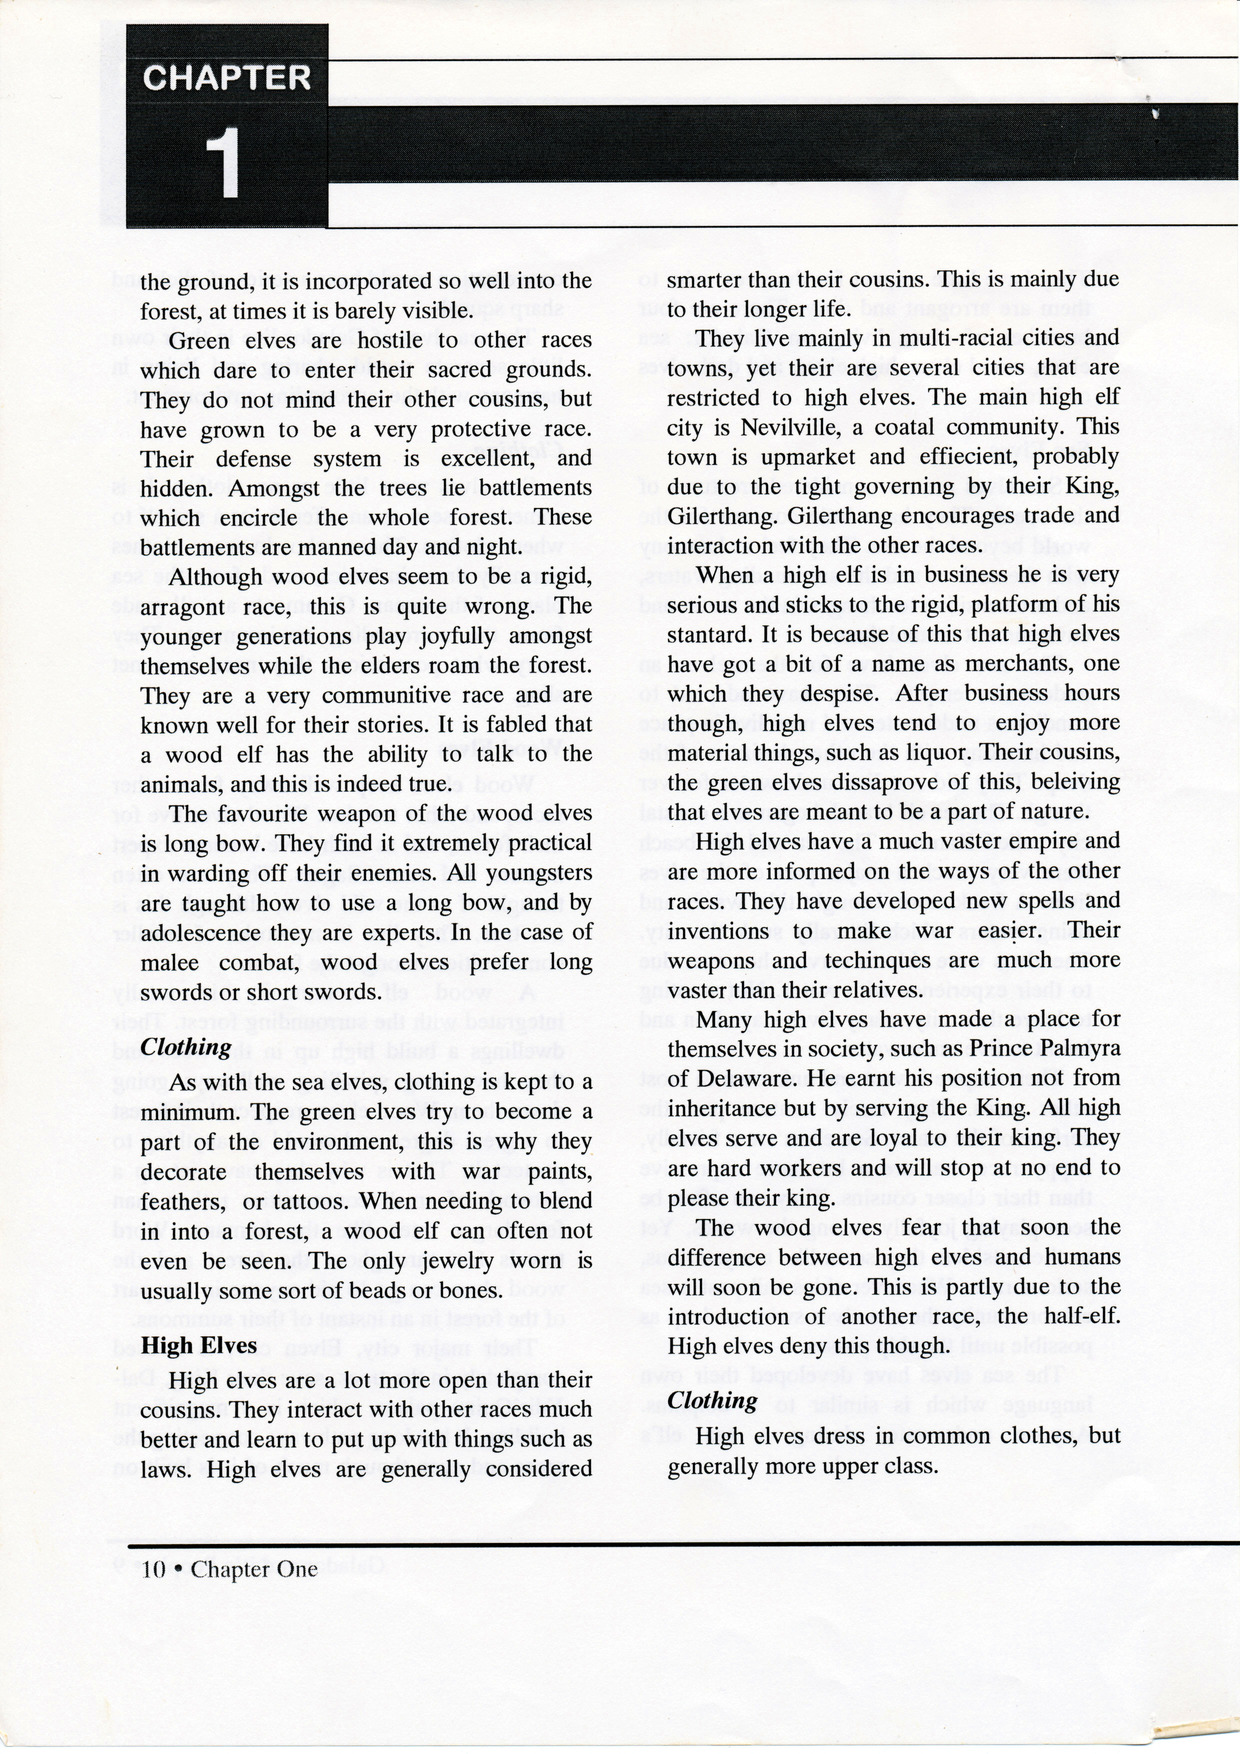 CHAPTER
1
the ground, it is incorporated so well into the
forest, at times it is barely visible.
Green elves are hostile to other races
which dare to enter their sacred grounds.
They do not mind their other cousins, but
have grown to be a very protective race.
Their defense system is excellent, and
hidden. Amongst the trees lie battlements
which encircle the whole forest. These
battlements are manned day and night.
Although wood elves seem to be a rigid,
arragont race, this is quite wrong. The
younger generations play joyfully amongst
themselves while the elders roam the forest.
They are a very communitive race and are
known well for their stories. It is fabled that
a wood elf has the ability to talk to the
animals, and this is indeed true.
The favourite weapon of the wood elves
is long bow. They find it extremely practical
in warding off their enemies. All youngsters
are taught how to use a long bow, and by
adolescence they are experts. In the case of
malee combat, wood elves prefer long
swords or short swords.
Clothing
As with the sea elves, clothing is kept to a
minimum. The green elves try to become a
part of the environment, this is why they
decorate themselves with war paints,
feathers, or tattoos. When needing to blend
in into a forest, a wood elf can often not
even be seen. The only jewelry worn is
usually some sort of beads or bones.
High Elves
High elves are a lot more open than their
cousins. They interact with other races much
better and learn to put up with things such as
laws. High elves are generally considered
smarter than their cousins. This is mainly due
to their longer life.
They live mainly in multi-racial cities and
towns, yet their are several cities that are
restricted to high elves. The main high elf
city is Nevilville, a coatal community. This
town is upmarket and effiecient, probably
due to the tight governing by their King,
Gilerthang. Gilerthang encourages trade and
interaction with the other races.
When a high elf is in business he is very
serious and sticks to the rigid, platform of his
stantard. It is because of this that high elves
have got a bit of a name as merchants, one
which they despise. After business hours
though, high elves tend to enjoy more
material things, such as liquor. Their cousins,
the green elves dissaprove of this, beleiving
that elves are meant to be a part of nature.
High elves have a much vaster empire and
are more informed on the ways of the other
races. They have developed new spells and
inventions to make war easier. Their
weapons and techinques are much more
vaster than their relatives.
Many high elves have made a place for
themselves in society, such as Prince Palmyra
of Delaware. He earnt his position not from
inheritance but by serving the King. All high
elves serve and are loyal to their king. They
are hard workers and will stop at no end to
please their king.
The wood elves fear that soon the
difference between high elves and humans
will soon be gone. This is partly due to the
introduction of another race, the half-elf.
High elves deny this though.
Clothing
High elves dress in common clothes, but
generally more upper class.
10 • Chapter One